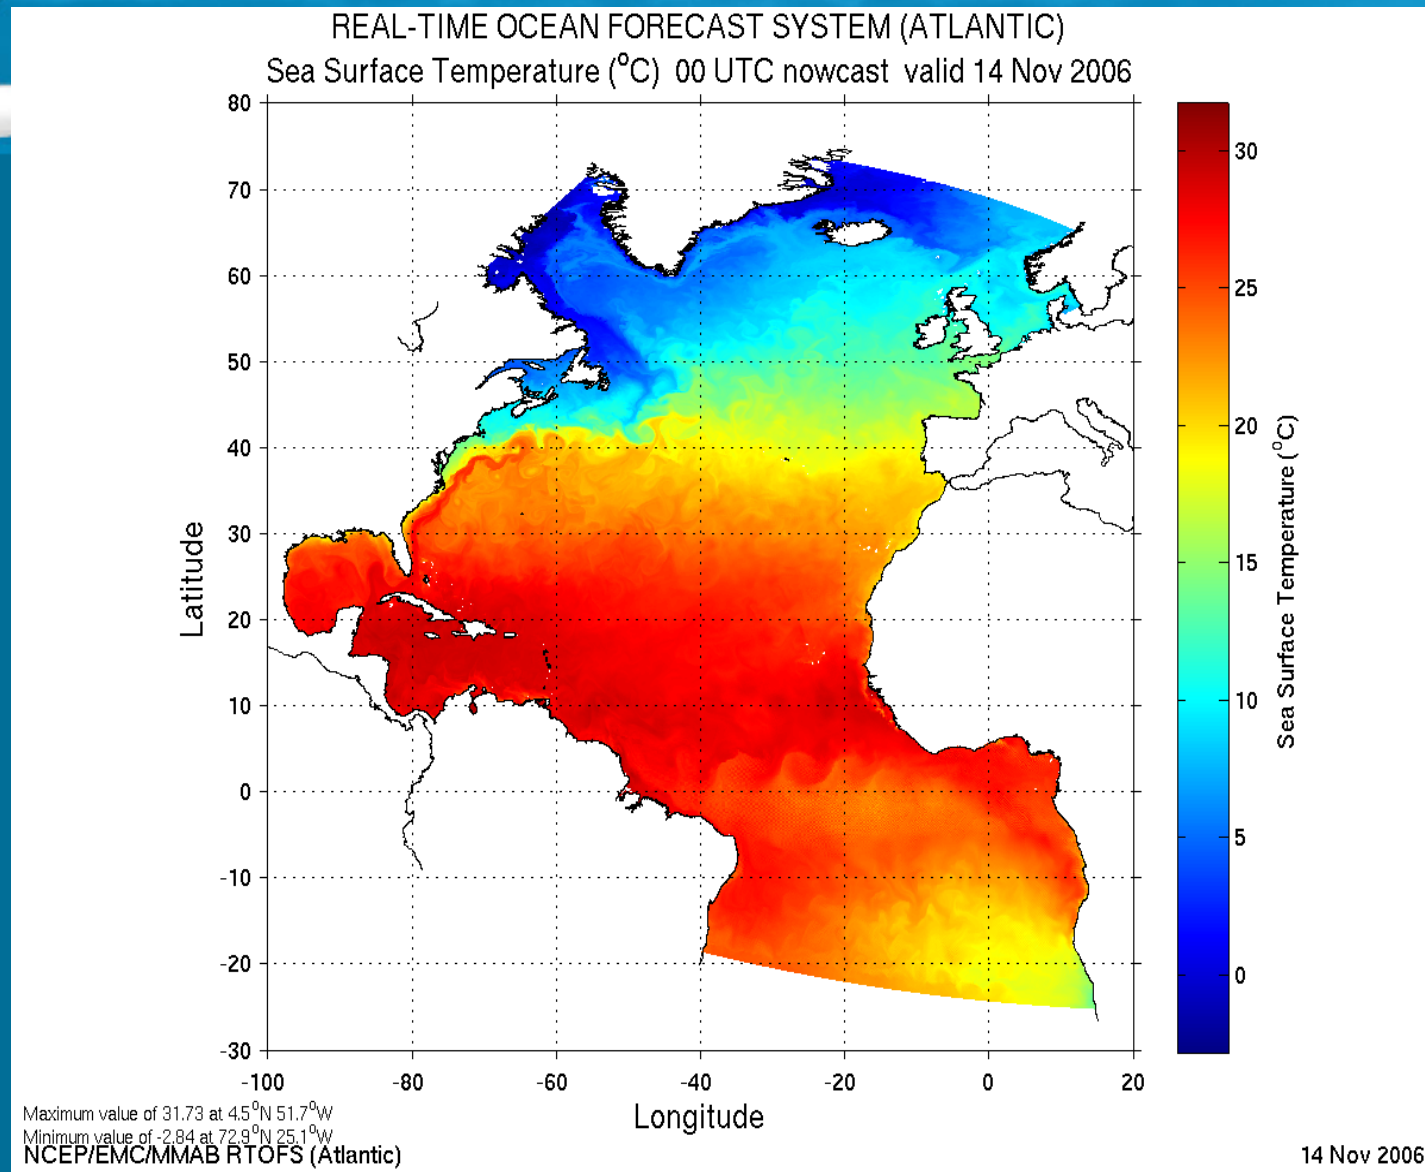 REAL-TIME OCEAN FORECAST SYSTEM (ATLANTIC)
Sea Surface Temperature (°C) 00 UTC nowcast valid 14 Nov 2006
80
70
60
50
40
30
20
10
0
-10
-20
-30
Latitude
-100 -80 -60 -40 -20 0 20
Longitude
30
25
20
15
10
5
0
Sea Surface Temperature (°C)
Maximum value of 31.73 at 4.5°N 51.7°W
Minimum value of -2.84 at 72.9°N 25.1°W
NCEP/EMC/MMAB RTOFS (Atlantic)
14 Nov 2006